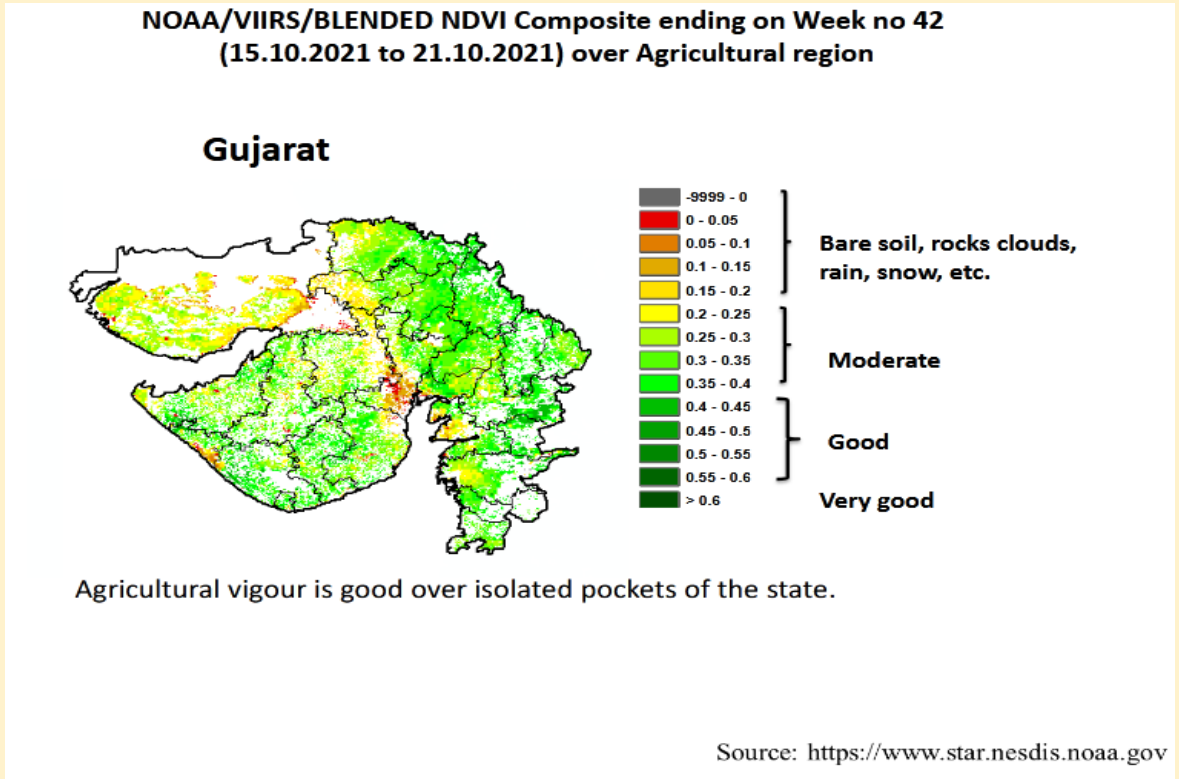 NOAA/VIIRS/BLENDED NDVI Composite ending on Week no 42
(15.10.2021 to 21.10.2021) over Agricultural region
Gujarat
-9999 - 0
0 - 0.05
0.05 - 0.1
0.1 - 0.15
0.15 - 0.2
0.2 - 0.25
0.25 - 0.3
0.3 - 0.35
0.35 - 0.4
0.4 - 0.45
0.45 - 0.5
0.5 - 0.55
0.55 - 0.6
> 0.6
Bare soil, rocks clouds,
rain, snow, etc.
Moderate
Good
Very good
Agricultural vigour is good over isolated pockets of the state.
Source: https://www.star.nesdis.noaa.gov